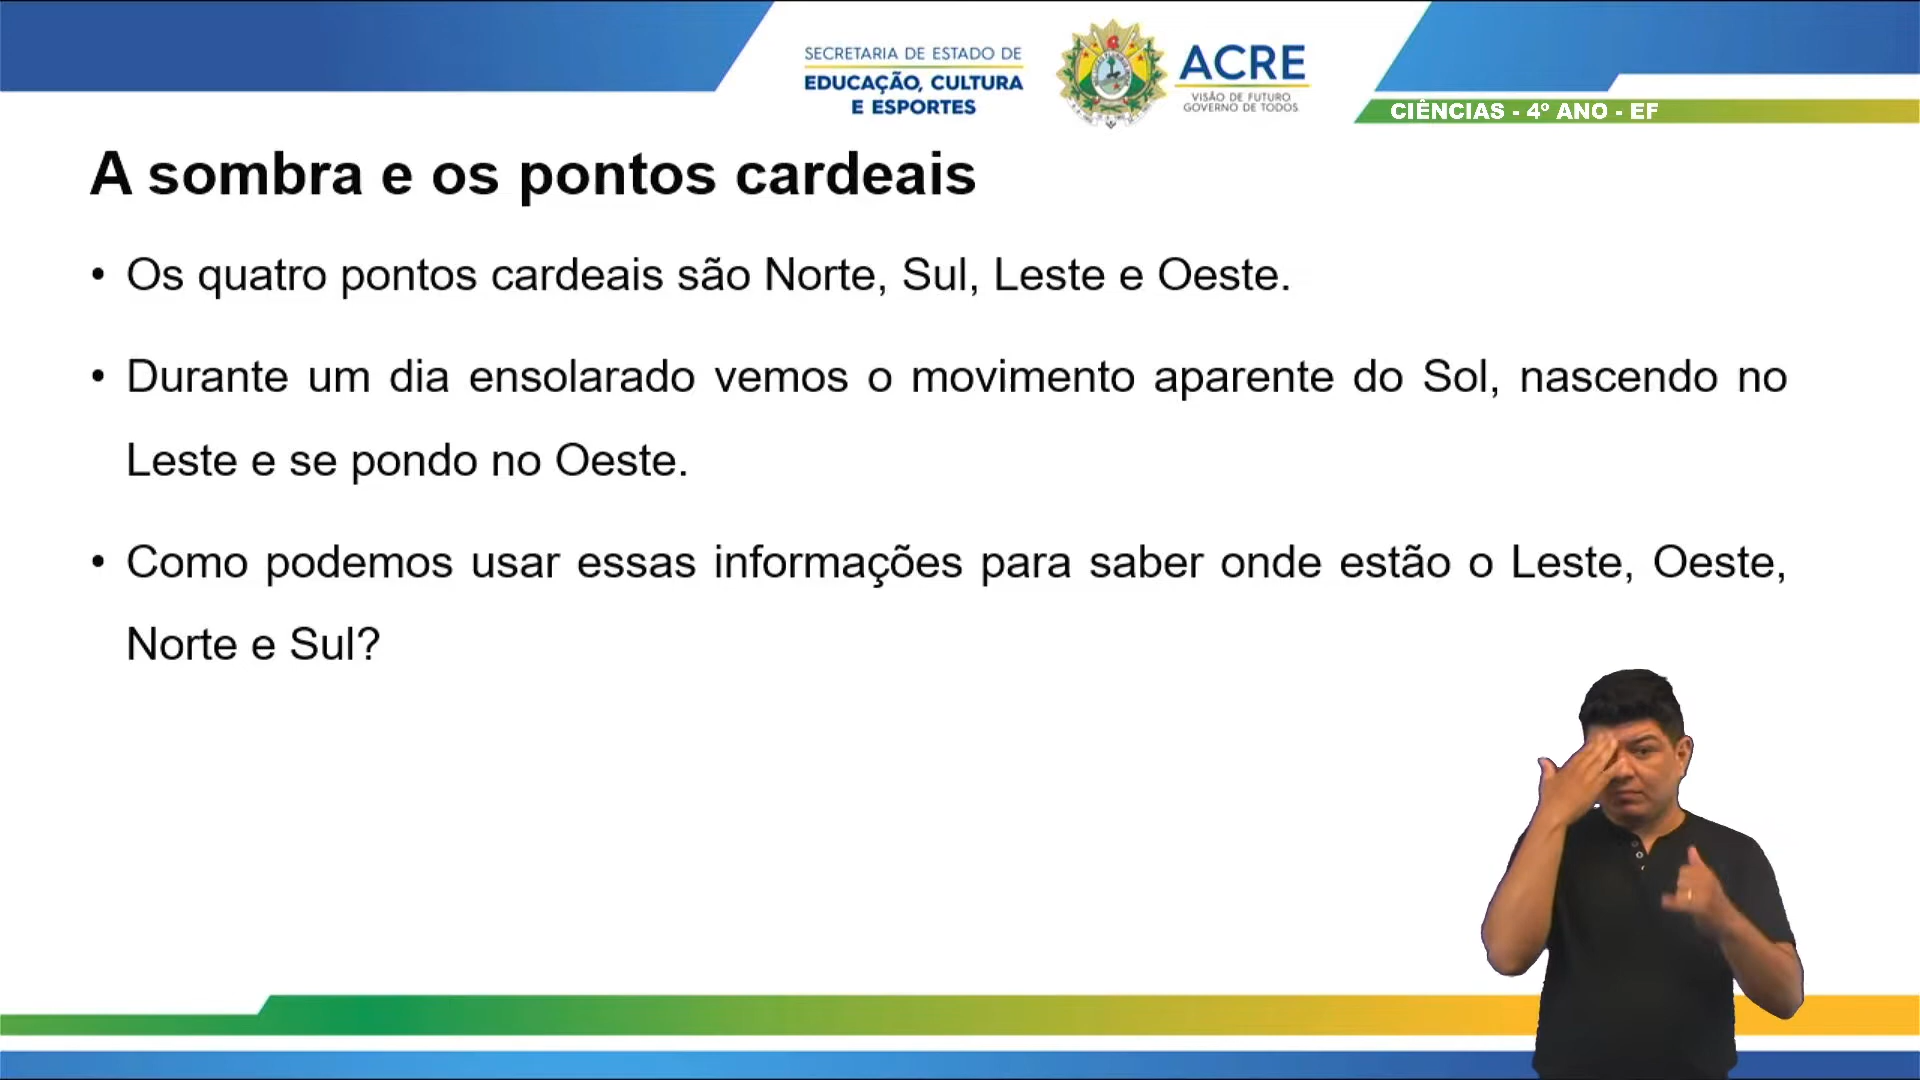 SECRETARIA DE ESTADO DE
EDUCAÇÃO, CULTURA
E ESPORTES
ACRE
VISÃO DE FUTURO
GOVERNO DE TODOS
CIÊNCIAS - 4º ANO - EF
A sombra e os pontos cardeais
• Os quatro pontos cardeais são Norte, Sul, Leste e Oeste.
• Durante um dia ensolarado vemos o movimento aparente do Sol, nascendo no
Leste e se pondo no Oeste.
• Como podemos usar essas informações para saber onde estão o Leste, Oeste,
Norte e Sul?